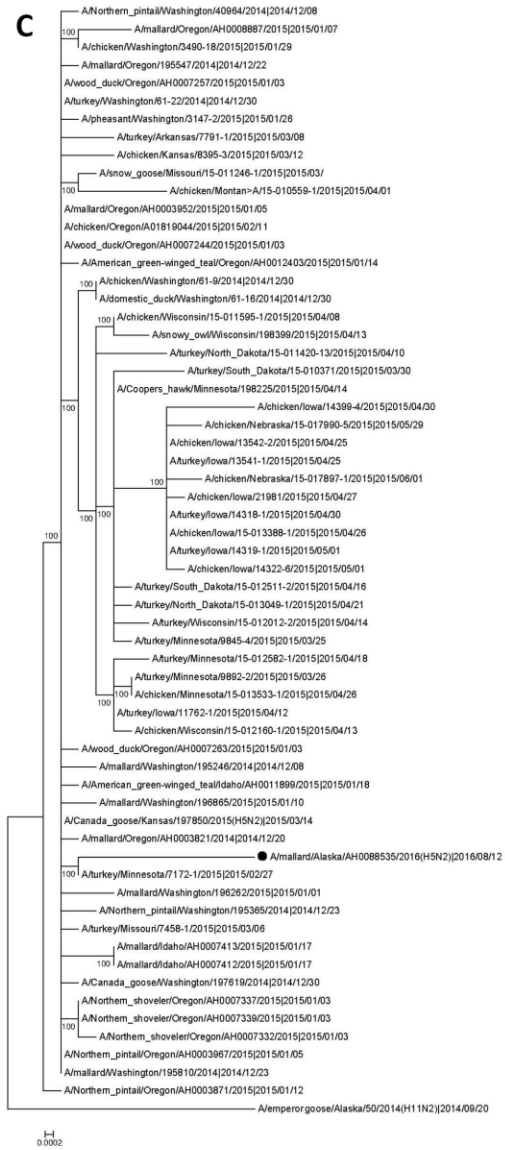 C
A/Northern_pintail/Washington/40964/2014|2014/12/08
A/mallard/Oregon/AH0008887/2015|2015/01/07
A/chicken/Washington/3490-18/2015|2015/01/29
A/mallard/Oregon/195547/2014|2014/12/22
A/wood_duck/Oregon/AH0007257/2015|2015/01/03
A/turkey/Washington/61-22/2014|2014/12/30
A/pheasant/Washington/3147-2/2015|2015/01/26
A/turkey/Arkansas/7791-1/2015|2015/03/08
A/chicken/Kansas/8395-3/2015|2015/03/12
A/snow_goose/Missouri/15-011246-1/2015|2015/03/
100
A/chicken/Montan>A/15-010559-1/2015|2015/04/01
A/mallard/Oregon/AH0003952/2015|2015/01/05
A/chicken/Oregon/A01819044/2015|2015/02/11
A/wood_duck/Oregon/AH0007244/2015|2015/01/03
A/American_green-winged_teal/Oregon/AH0012403/2015|2015/01/14
A/chicken/Washington/61-9/2014|2014/12/30
100
A/domestic_duck/Washington/61-16/2014|2014/12/30
A/chicken/Wisconsin/15-011595-1/2015|2015/04/08
100
100
A/snowy_owl/Wisconsin/198399/2015|2015/04/13
A/turkey/North_Dakota/15-011420-13/2015|2015/04/10
A/turkey/South_Dakota/15-010371/2015|2015/03/30
A/Coopers_hawk/Minnesota/198225/2015|2015/04/14
A/chicken/Iowa/14399-4/2015|2015/04/30
A/chicken/Nebraska/15-017990-5/2015|2015/05/29
A/chicken/Iowa/13542-2/2015|2015/04/25
A/turkey/Iowa/13541-1/2015|2015/04/25
100
A/chicken/Nebraska/15-017897-1/2015|2015/06/01
A/chicken/Iowa/21981/2015|2015/04/27
100 100
A/turkey/Iowa/14318-1/2015|2015/04/30
A/chicken/Iowa/15-013388-1/2015|2015/04/26
100
A/turkey/Iowa/14319-1/2015|2015/05/01
A/chicken/Iowa/14322-6/2015|2015/05/01
A/turkey/South_Dakota/15-012511-2/2015|2015/04/16
A/turkey/North_Dakota/15-013049-1/2015|2015/04/21
A/turkey/Wisconsin/15-012012-2/2015|2015/04/14
A/turkey/Minnesota/9845-4/2015|2015/03/25
A/turkey/Minnesota/15-012582-1/2015|2015/04/18
A/turkey/Minnesota/9892-2/2015|2015/03/26
100 100
A/chicken/Minnesota/15-013533-1/2015|2015/04/26
A/turkey/Iowa/11762-1/2015|2015/04/12
A/chicken/Wisconsin/15-012160-1/2015|2015/04/13
A/wood_duck/Oregon/AH0007263/2015|2015/01/03
A/mallard/Washington/195246/2014|2014/12/08
A/American_green-winged_teal/Idaho/AH0011899/2015|2015/01/18
A/mallard/Washington/196865/2015|2015/01/10
A/Canada_goose/Kansas/197850/2015(H5N2)|2015/03/14
A/mallard/Oregon/AH0003821/2014|2014/12/20
A/mallard/Alaska/AH0088535/2016(H5N2)|2016/08/12
100
A/turkey/Minnesota/7172-1/2015|2015/02/27
A/mallard/Washington/196262/2015|2015/01/01
A/Northern_pintail/Washington/195365/2014|2014/12/23
A/turkey/Missouri/7458-1/2015|2015/03/06
A/mallard/Idaho/AH0007413/2015|2015/01/17
100
A/mallard/Idaho/AH0007412/2015|2015/01/17
A/Canada_goose/Washington/197619/2014|2014/12/30
A/Northern_shoveler/Oregon/AH0007337/2015|2015/01/03
100
A/Northern_shoveler/Oregon/AH0007339/2015|2015/01/03
A/Northern_shoveler/Oregon/AH0007332/2015|2015/01/03
A/Northern_pintail/Oregon/AH0003967/2015|2015/01/05
A/mallard/Washington/195810/2014|2014/12/23
A/Northern_pintail/Oregon/AH0003871/2015|2015/01/12
A/emperorgoose/Alaska/50/2014(H11N2)|2014/09/20
0.0002